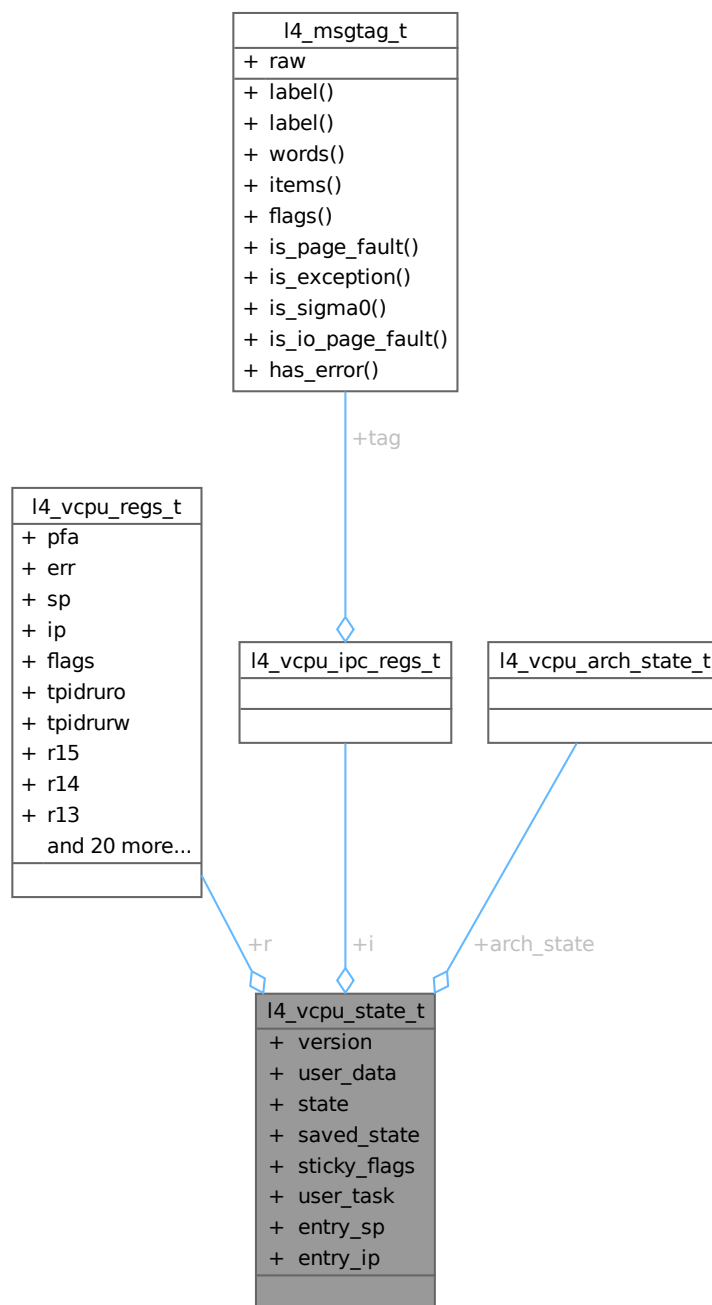 l4_msgtag_t
+ raw
+ label()
+ label()
+ words()
+ items()
+ flags()
+ is_page_fault()
+ is_exception()
+ is_sigma0()
+ is_io_page_fault()
+ has_error()
+tag
l4_vcpu_regs_t
+ pfa
+ err
+ sp
+ ip
+ flags
+ tpidruro
+ tpidrurw
+ r15
+ r14
+ r13
and 20 more...
l4_vcpu_ipc_regs_t
l4_vcpu_arch_state_t
+r
+i
+arch_state
l4_vcpu_state_t
+ version
+ user_data
+ state
+ saved_state
+ sticky_flags
+ user_task
+ entry_sp
+ entry_ip